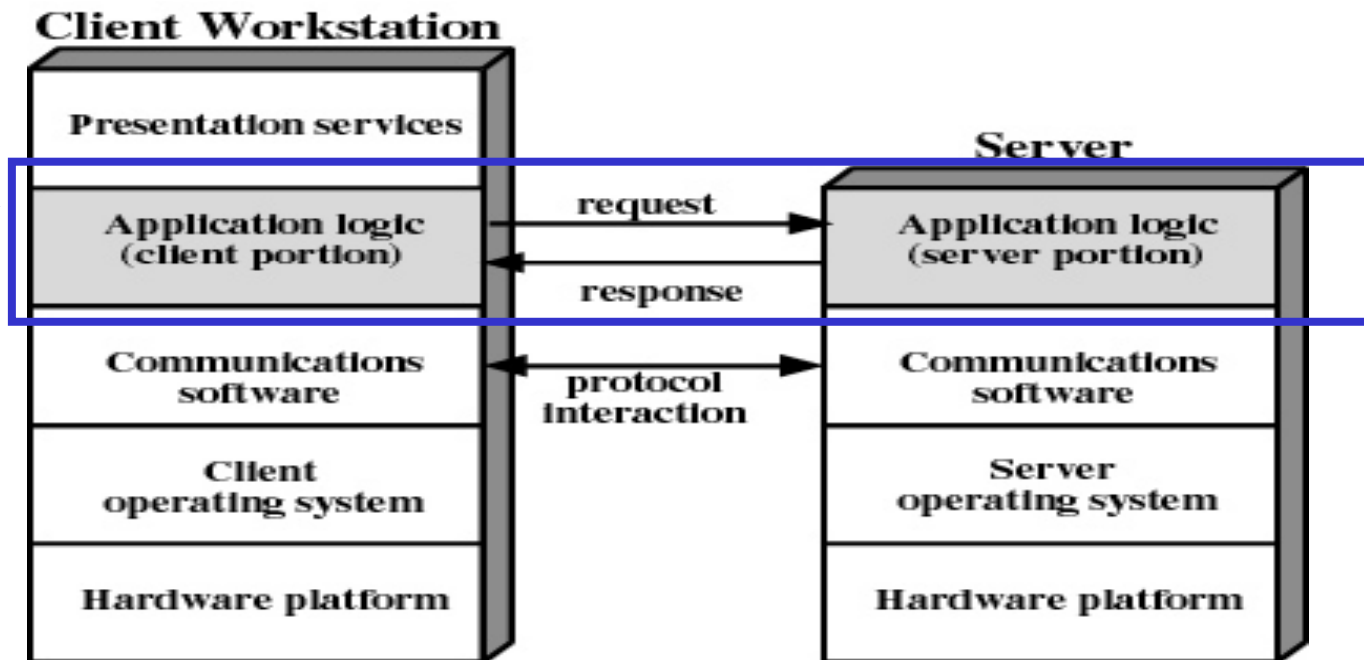 Client Workstation
Presentation services
Application logic
(client portion)
Communications
software
Client
operating system
Hardware platform
request
response
protocol
interaction
Server
Application logic
(server portion)
Communications
software
Server
operating system
Hardware platform